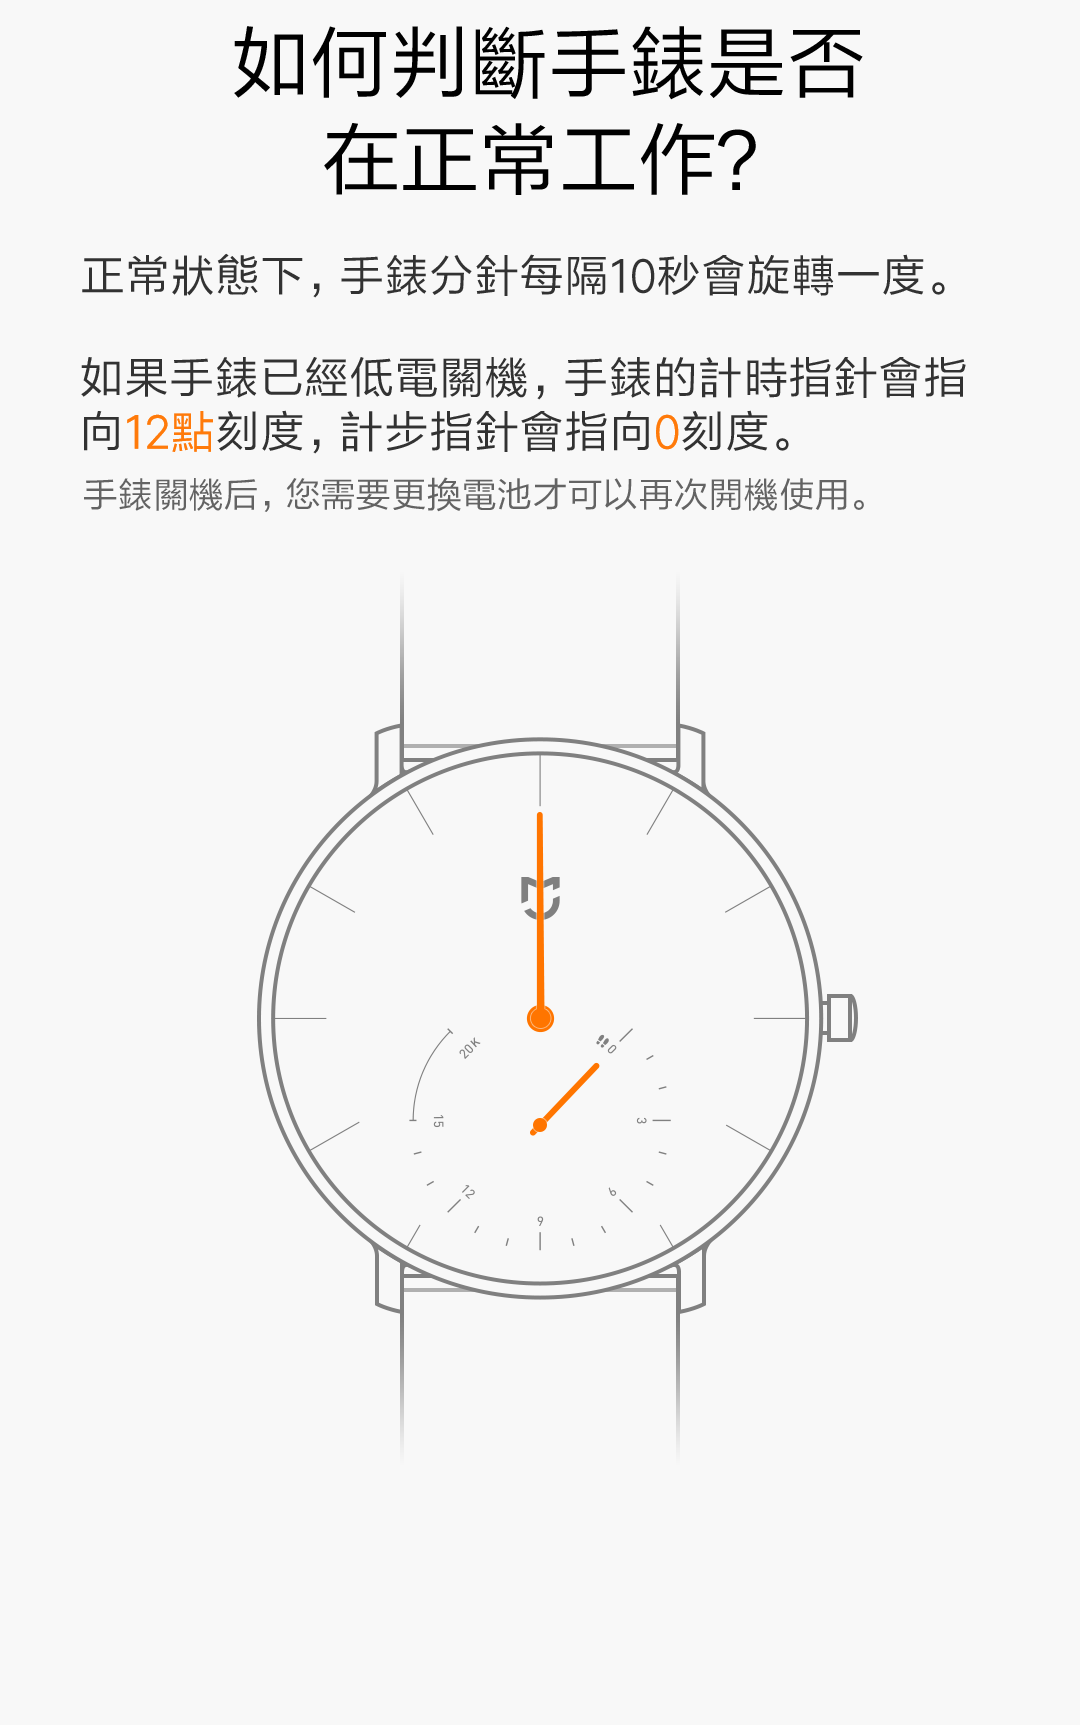 如何判斷手錶是否
在正常工作?
正常狀態下，手錶分針每隔10秒會旋轉一度。
如果手錶已經低電關機，手錶的計時指針會指
向12點刻度，計步指針會指向0刻度。
手錶關機后，您需要更換電池才可以再次開機使用。
20K
0
15
3
12
6
9